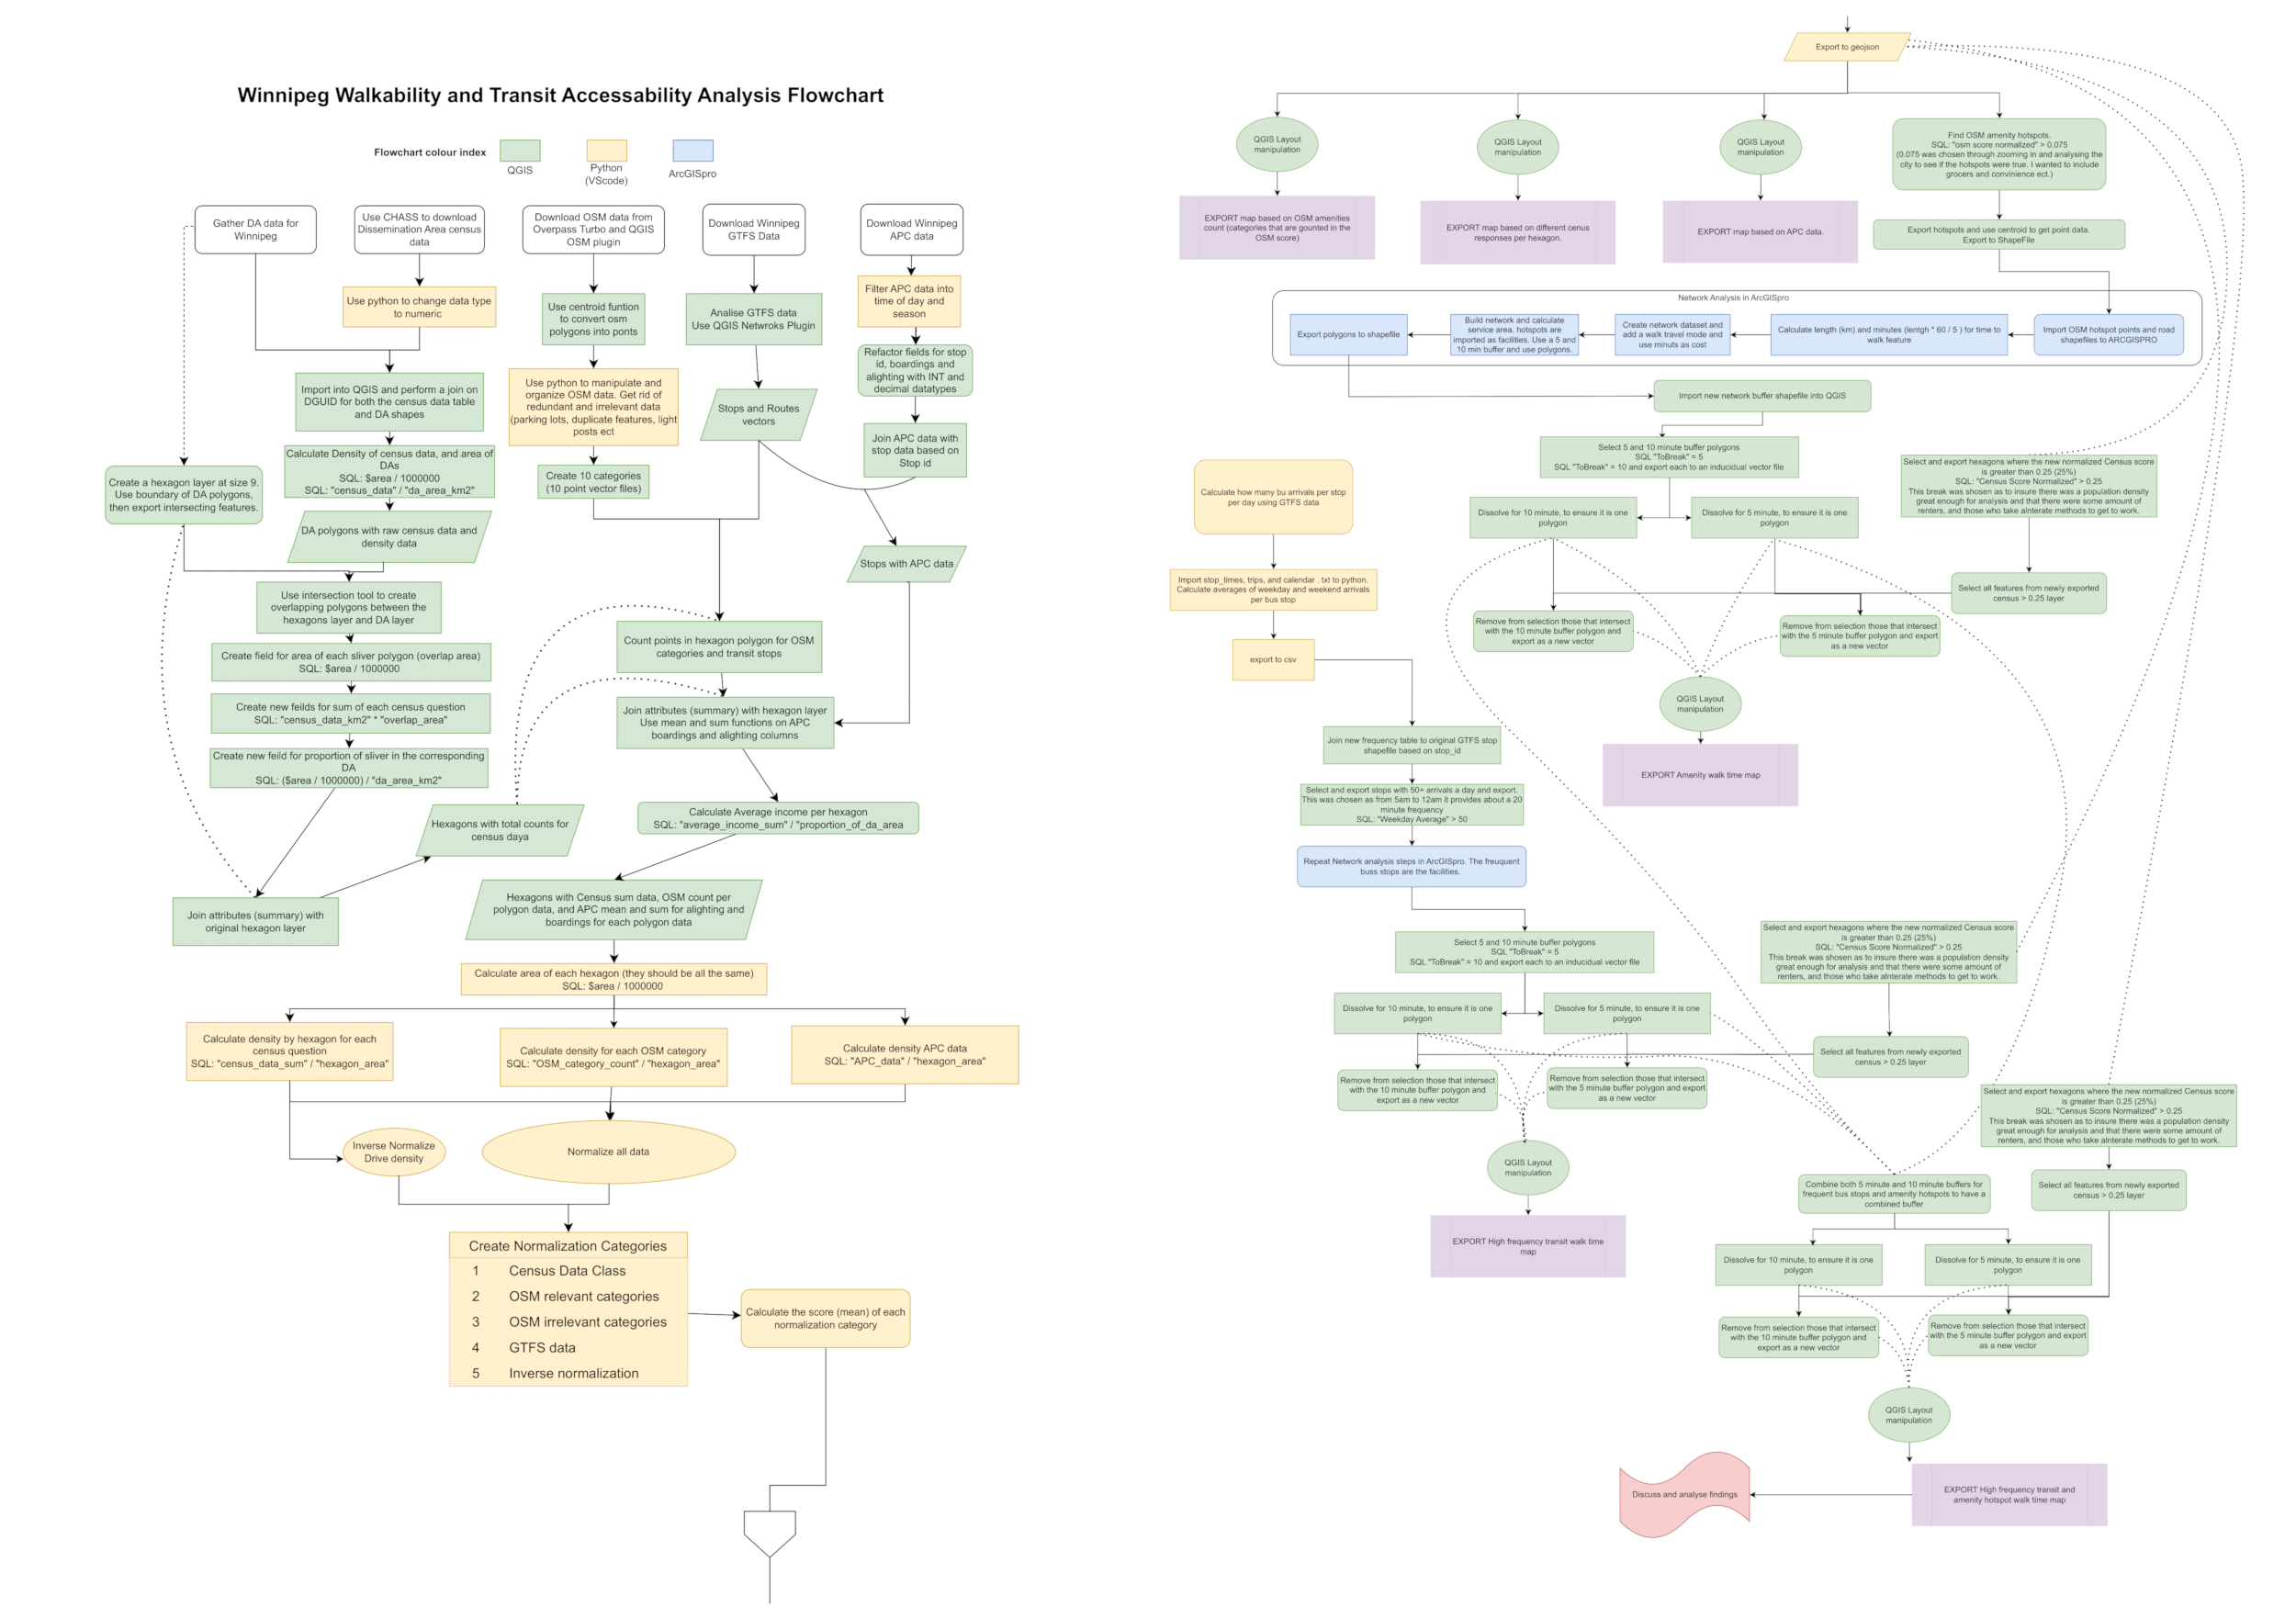 Winnipeg Walkability and Transit Accessability Analysis Flowchart
Flowchart colour index
QGIS
Python
(VScode)
ArcGISpro
Gather DA data for
Winnipeg
Use CHASS to download
Dissemination Area census
data
Download OSM data from
Overpass Turbo and QGIS
OSM plugin
Download Winnipeg
GTFS Data
Download Winnipeg
APC data
Use python to change data type
to numeric
Use centroid funtion
to convert osm
polygons into ponts
Analise GTFS data
Use QGIS Netwroks Plugin
Filter APC data into
time of day and
season
Refactor fields for stop
id, boardings and
alighting with INT and
decimal datatypes
Import into QGIS and perform a join on
DGUID for both the census data table
and DA shapes
Use python to manipulate and
organize OSM data. Get rid of
redundant and irrelevant data
(parking lots, duplicate features, light
posts ect
Stops and Routes
vectors
Join APC data with
stop data based on
Stop id
Calculate Density of census data, and area of
DAs
SQL: $area / 1000000
SQL: "census_data" / "da_area_km2"
Create a hexagon layer at size 9.
Use boundary of DA polygons,
then export intersecting features.
Create 10 categories
(10 point vector files)
DA polygons with raw census data and
density data
Stops with APC data
Use intersection tool to create
overlapping polygons between the
hexagons layer and DA layer
Count points in hexagon polygon for OSM
categories and transit stops
Create field for area of each sliver polygon (overlap area)
SQL: $area / 1000000
Create new feilds for sum of each census question
SQL: "census_data_km2" * "overlap_area"
Join attributes (summary) with hexagon layer
Use mean and sum functions on APC
boardings and alighting columns
Create new feild for proportion of sliver in the corresponding
DA
SQL: ($area / 1000000) / "da_area_km2"
Hexagons with total counts for
census daya
Calculate Average income per hexagon
SQL: "average_income_sum" / "proportion_of_da_area
Join attributes (summary) with
original hexagon layer
Hexagons with Census sum data, OSM count per
polygon data, and APC mean and sum for alighting and
boardings for each polygon data
Calculate area of each hexagon (they should be all the same)
SQL: $area / 1000000
Calculate density by hexagon for each
census question
SQL: "census_data_sum" / "hexagon_area"
Calculate density for each OSM category
SQL: "OSM_category_count" / "hexagon_area"
Calculate density APC data
SQL: "APC_data" / "hexagon_area"
Inverse Normalize
Drive density
Normalize all data
Create Normalization Categories
1 Census Data Class
2 OSM relevant categories
3 OSM irrelevant categories
4 GTFS data
5 Inverse normalization
Calculate the score (mean) of each
normalization category
Export to geojson
QGIS Layout
manipulation
QGIS Layout
manipulation
QGIS Layout
manipulation
Find OSM amenity hotspots.
SQL: "osm score normalized" > 0.075
(0.075 was chosen through zooming in and analysing the
city to see if the hotspots were true. I wanted to include
grocers and convinience ect.)
EXPORT map based on OSM amenities
count (categories that are gounted in the
OSM score)
EXPORT map based on different cenus
responses per hexagon.
EXPORT map based on APC data.
Export hotspots and use centroid to get point data.
Export to ShapeFile
Network Analysis in ArcGISpro
Export polygons to shapefile
Build network and calculate
service area. hotspots are
imported as facilities. Use a 5 and
10 min buffer and use polygons.
Create network dataset and
add a walk travel mode and
use minuts as cost
Calculate length (km) and minutes (lentgh * 60 / 5 ) for time to
walk feature
Import OSM hotspot points and road
shapefiles to ARCGISPRO
Import new network buffer shapefile into QGIS
Select 5 and 10 minute buffer polygons
SQL "ToBreak" = 5
SQL "ToBreak" = 10 and export each to an inducidual vector file
Select and export hexagons where the new normalized Census score
is greater than 0.25 (25%)
SQL: "Census Score Normalized" > 0.25
This break was shosen as to insure there was a population density
great enough for analysis and that there were some amount of
renters, and those who take alnterate methods to get to work.
Calculate how many bu arrivals per stop
per day using GTFS data
Dissolve for 10 minute, to ensure it is one
polygon
Dissolve for 5 minute, to ensure it is one
polygon
Import stop_times, trips, and calendar . txt to python.
Calculate averages of weekday and weekend arrivals
per bus stop
Select all features from newly exported
census > 0.25 layer
Remove from selection those that intersect
with the 10 minute buffer polygon and
export as a new vector
Remove from selection those that intersect
with the 5 minute buffer polygon and export
as a new vector
export to csv
QGIS Layout
manipulation
Join new frequency table to original GTFS stop
shapefile based on stop_id
EXPORT Amenity walk time map
Select and export stops with 50+ arrivals a day and export.
This was chosen as from 5am to 12am it provides about a 20
minute frequency
SQL: "Weekday Average" > 50
Repeat Network analysis steps in ArcGISpro. The freuquent
buss stops are the facilities.
Select 5 and 10 minute buffer polygons
SQL "ToBreak" = 5
SQL "ToBreak" = 10 and export each to an inducidual vector file
Select and export hexagons where the new normalized Census score
is greater than 0.25 (25%)
SQL: "Census Score Normalized" > 0.25
This break was shosen as to insure there was a population density
great enough for analysis and that there were some amount of
renters, and those who take alnterate methods to get to work.
Dissolve for 10 minute, to ensure it is one
polygon
Dissolve for 5 minute, to ensure it is one
polygon
Select all features from newly exported
census > 0.25 layer
Remove from selection those that intersect
with the 10 minute buffer polygon and
export as a new vector
Remove from selection those that intersect
with the 5 minute buffer polygon and export
as a new vector
Select and export hexagons where the new normalized Census score
is greater than 0.25 (25%)
SQL: "Census Score Normalized" > 0.25
This break was shosen as to insure there was a population density
great enough for analysis and that there were some amount of
renters, and those who take alnterate methods to get to work.
QGIS Layout
manipulation
Combine both 5 minute and 10 minute buffers for
frequent bus stops and amenity hotspots to have a
combined buffer
Select all features from newly exported
census > 0.25 layer
EXPORT High frequency transit walk time
map
Dissolve for 10 minute, to ensure it is one
polygon
Dissolve for 5 minute, to ensure it is one
polygon
Remove from selection those that intersect
with the 10 minute buffer polygon and
export as a new vector
Remove from selection those that intersect
with the 5 minute buffer polygon and export
as a new vector
QGIS Layout
manipulation
Discuss and analyse findings
EXPORT High frequency transit and
amenity hotspot walk time map